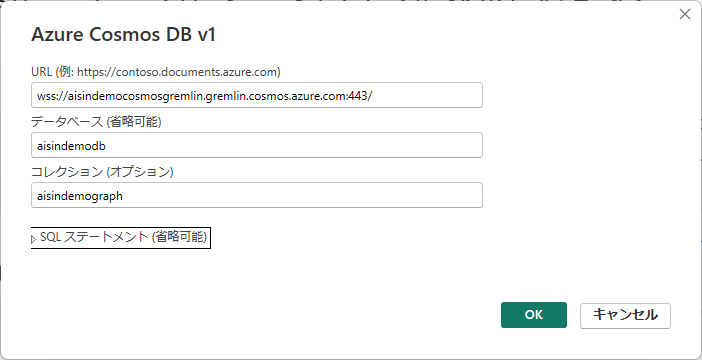 Azure Cosmos DB v1
URL (例: https://contoso.documents.azure.com)
wss://aisindemocosmosgremlin.gremlin.cosmos.azure.com:443/
データベース (省略可能)
aisindemodb
コレクション (オプション)
aisindemograph
SQL ステートメント (省略可能)
OK
キャンセル